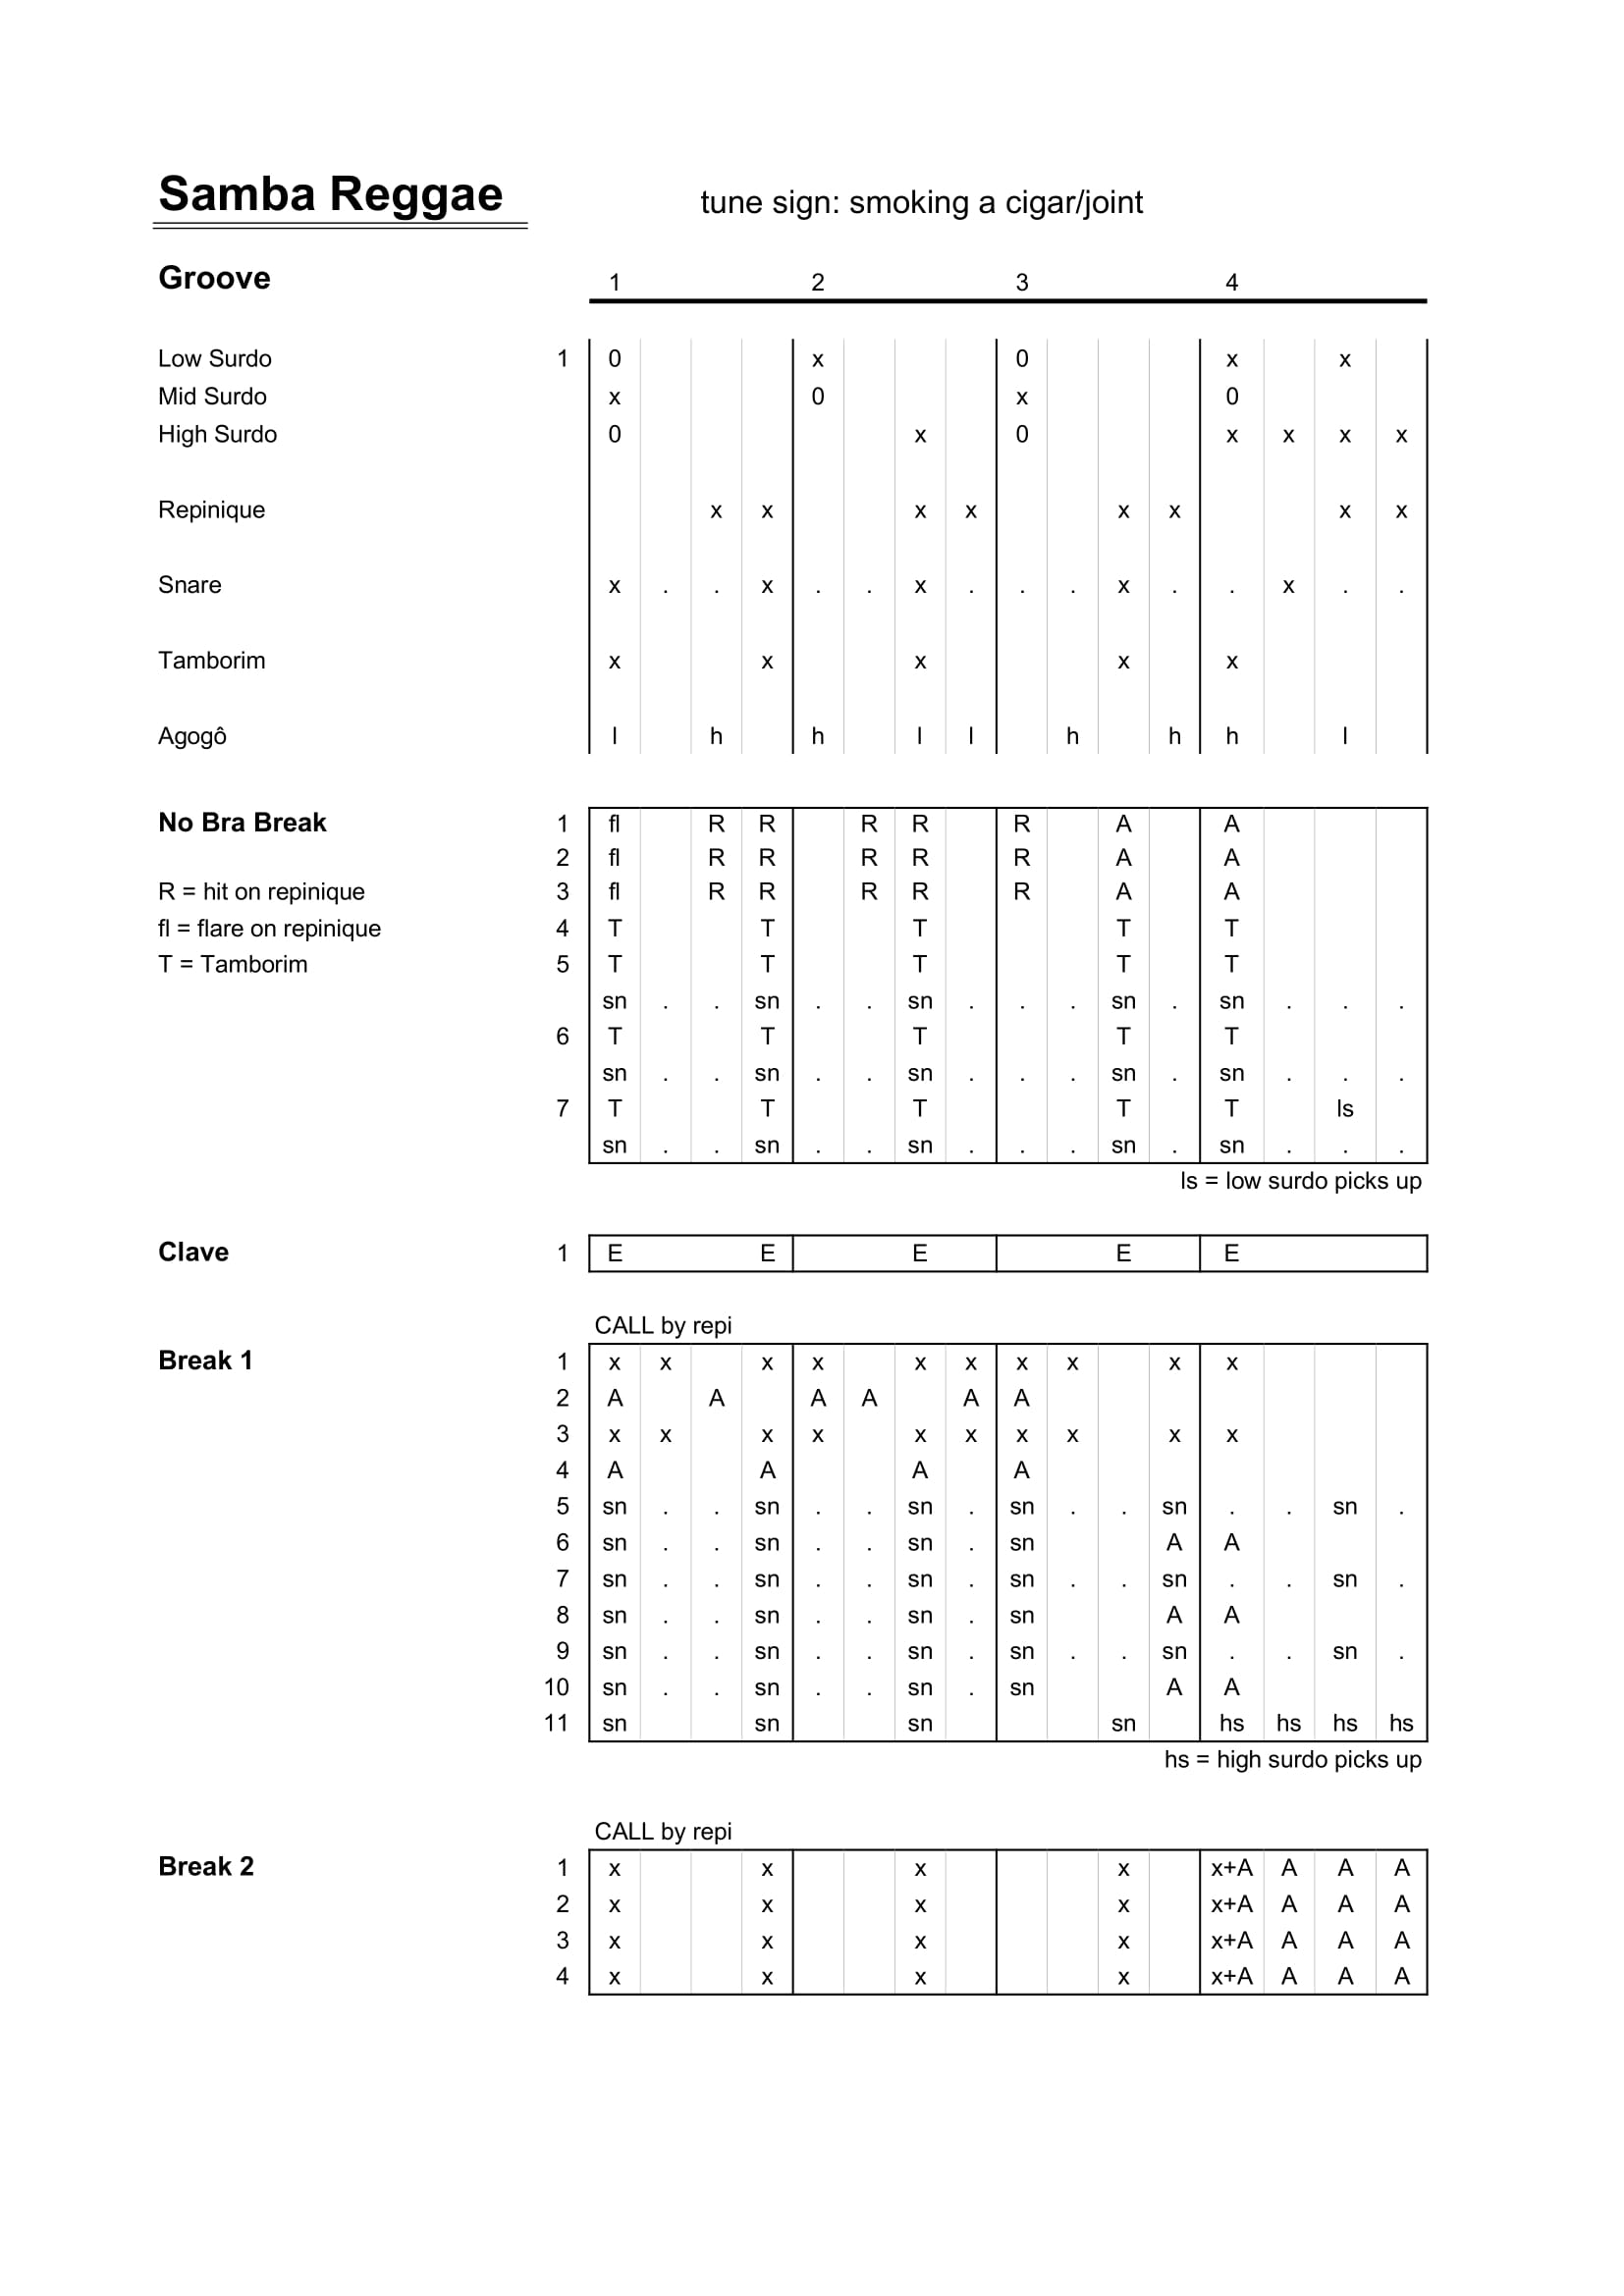 Samba Reggae tune sign: smoking a cigar/joint
Groove 1 2 3 4
Low Surdo 1 0 x 0 x x
Mid Surdo x 0 x 0
High Surdo 0 x 0 x x x x
Repinique x x x x x x x x
Snare x . . x . . x . . . x . . x . .
Tamborim x x x x x
Agogô l h h l l h h h l
No Bra Break 1 fl R R R R R A A
2 fl R R R R R A A
R = hit on repinique 3 fl R R R R R A A
fl = flare on repinique 4 T T T T T
T = Tamborim 5 T T T T T
sn . . sn . . sn . . . sn . sn . . .
6 T T T T T
sn . . sn . . sn . . . sn . sn . . .
7 T T T T T ls
sn . . sn . . sn . . . sn . sn . . .
ls = low surdo picks up
Clave 1 E E E E E
CALL by repi
Break 1 1 x x x x x x x x x x
2 A A A A A A
3 x x x x x x x x x x
4 A A A A
5 sn . . sn . . sn . sn . . sn . . sn .
6 sn . . sn . . sn . sn A A
7 sn . . sn . . sn . sn . . sn . . sn .
8 sn . . sn . . sn . sn A A
9 sn . . sn . . sn . sn . . sn . . sn .
10 sn . . sn . . sn . sn A A
11 sn sn sn sn hs hs hs hs
hs = high surdo picks up
CALL by repi
Break 2 1 x x x x x+A A A A
2 x x x x x+A A A A
3 x x x x x+A A A A
4 x x x x x+A A A A